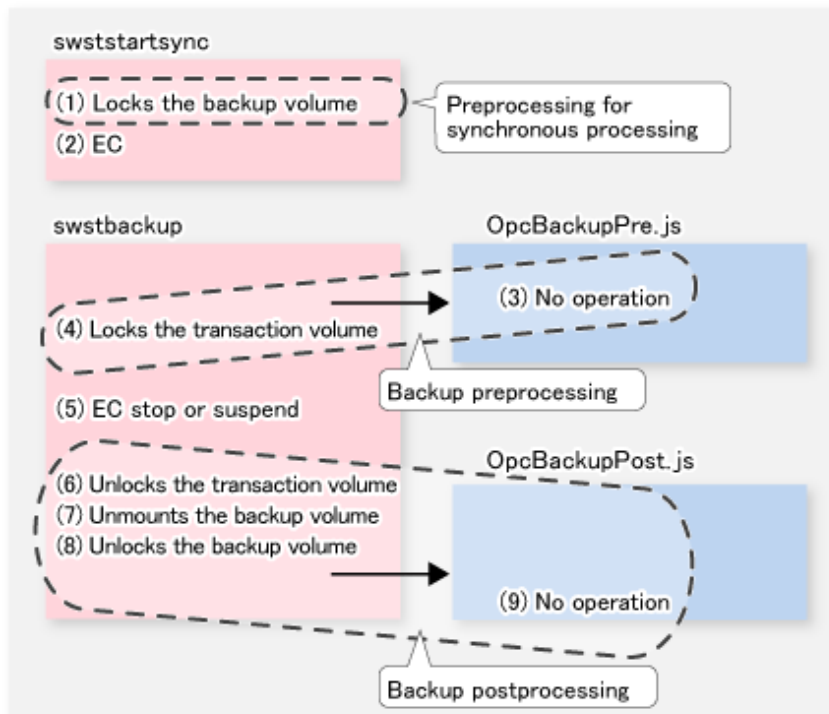 swststartsync
(1) Locks the backup volume
(2) EC
Preprocessing for
synchronous processing
swstbackup
OpcBackupPre.js
(3) No operation
(4) Locks the transaction volume
Backup preprocessing
(5) EC stop or suspend
OpcBackupPost.js
(6) Unlocks the transaction volume
(7) Unmounts the backup volume
(8) Unlocks the backup volume
(9) No operation
Backup postprocessing